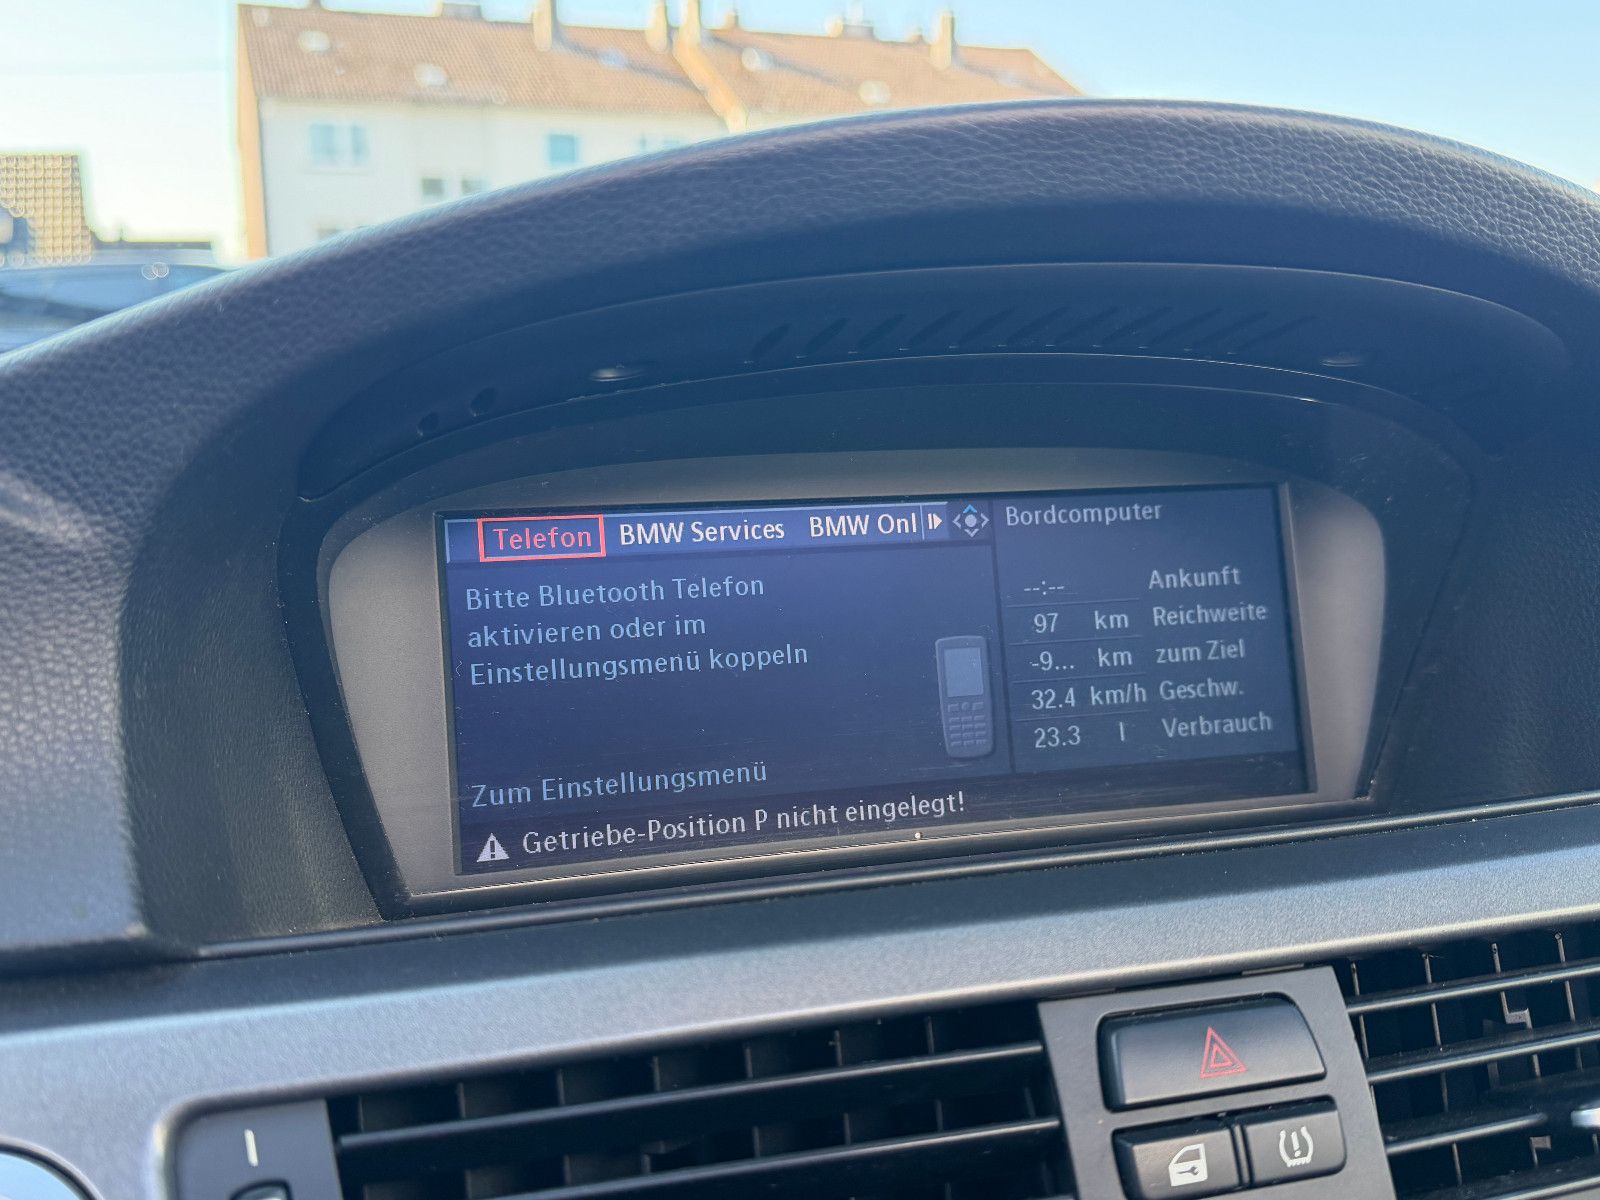 Telefon BMW Services BMW Onl
Bitte Bluetooth Telefon
aktivieren oder im
Einstellungsmenü koppeln
Zum Einstellungsmenü
Getriebe-Position P nicht eingelegt!
Bordcomputer
--:-- Ankunft
97 km Reichweite
-9... km zum Ziel
32.4 km/h Geschw.
23.3 l Verbrauch